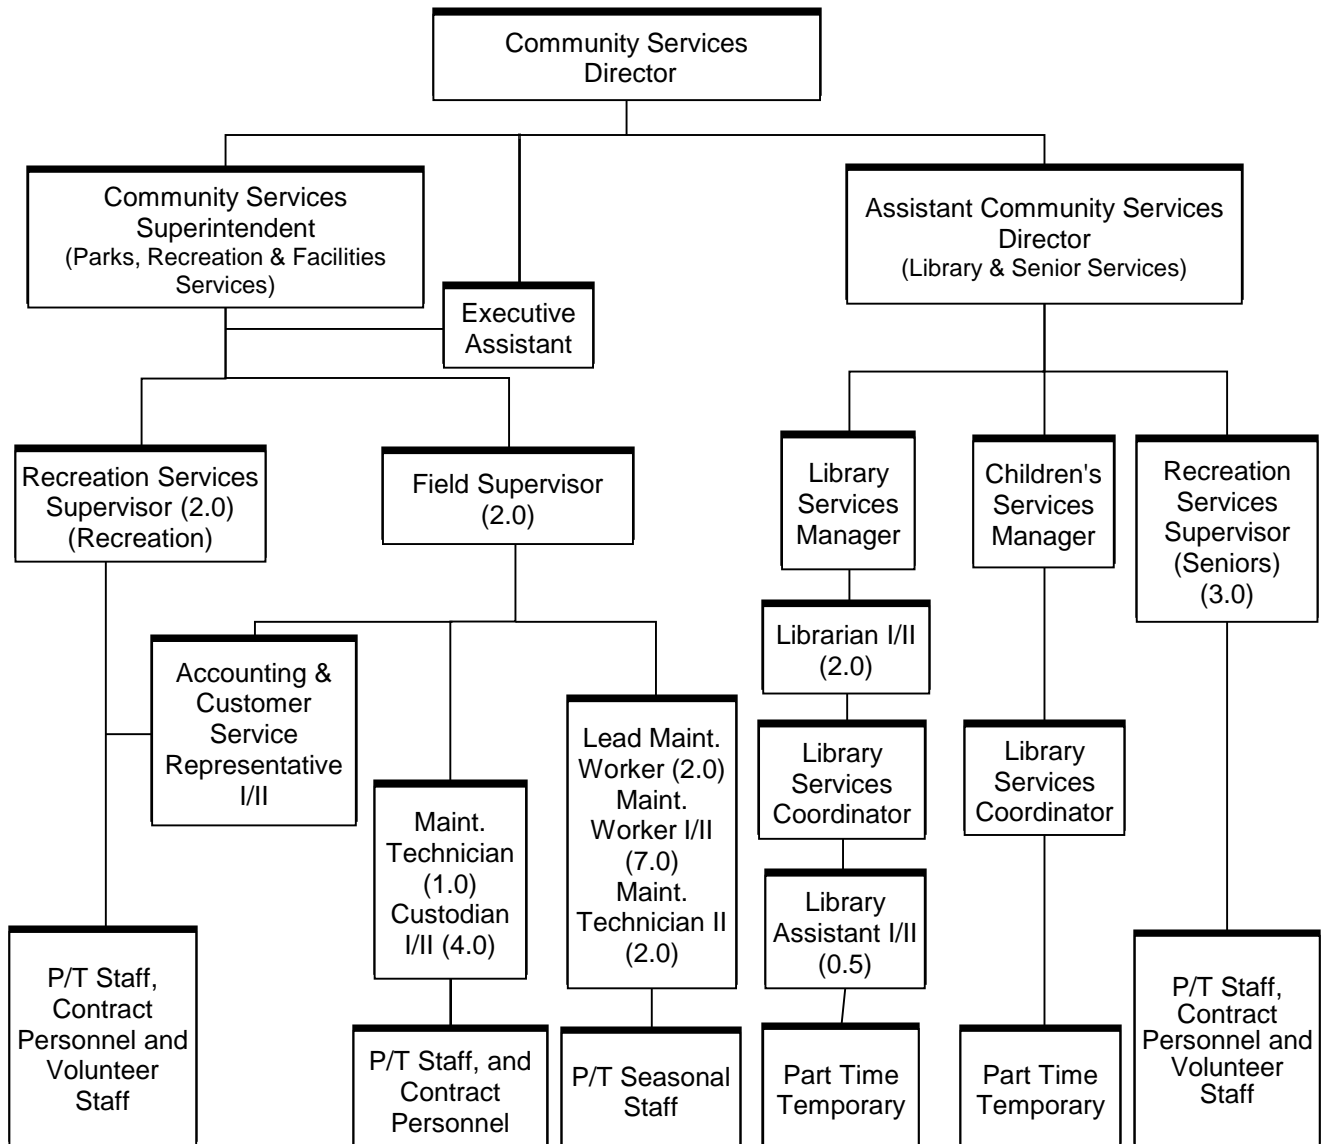 Community Services
Director
Community Services
Superintendent
(Parks, Recreation & Facilities
Services)
Assistant Community Services
Director
(Library & Senior Services)
Executive
Assistant
Recreation Services
Supervisor (2.0)
(Recreation)
Field Supervisor
(2.0)
Library
Services
Manager
Children's
Services
Manager
Recreation
Services
Supervisor
(Seniors)
(3.0)
Librarian I/II
(2.0)
Accounting &
Customer
Service
Representative
I/II
Maint.
Technician
(1.0)
Custodian
I/II (4.0)
Lead Maint.
Worker (2.0)
Maint.
Worker I/II
(7.0)
Maint.
Technician II
(2.0)
Library
Services
Coordinator
Library
Services
Coordinator
Library
Assistant I/II
(0.5)
P/T Staff,
Contract
Personnel and
Volunteer
Staff
P/T Staff, and
Contract
Personnel
P/T Seasonal
Staff
Part Time
Temporary
Part Time
Temporary
P/T Staff,
Contract
Personnel and
Volunteer
Staff